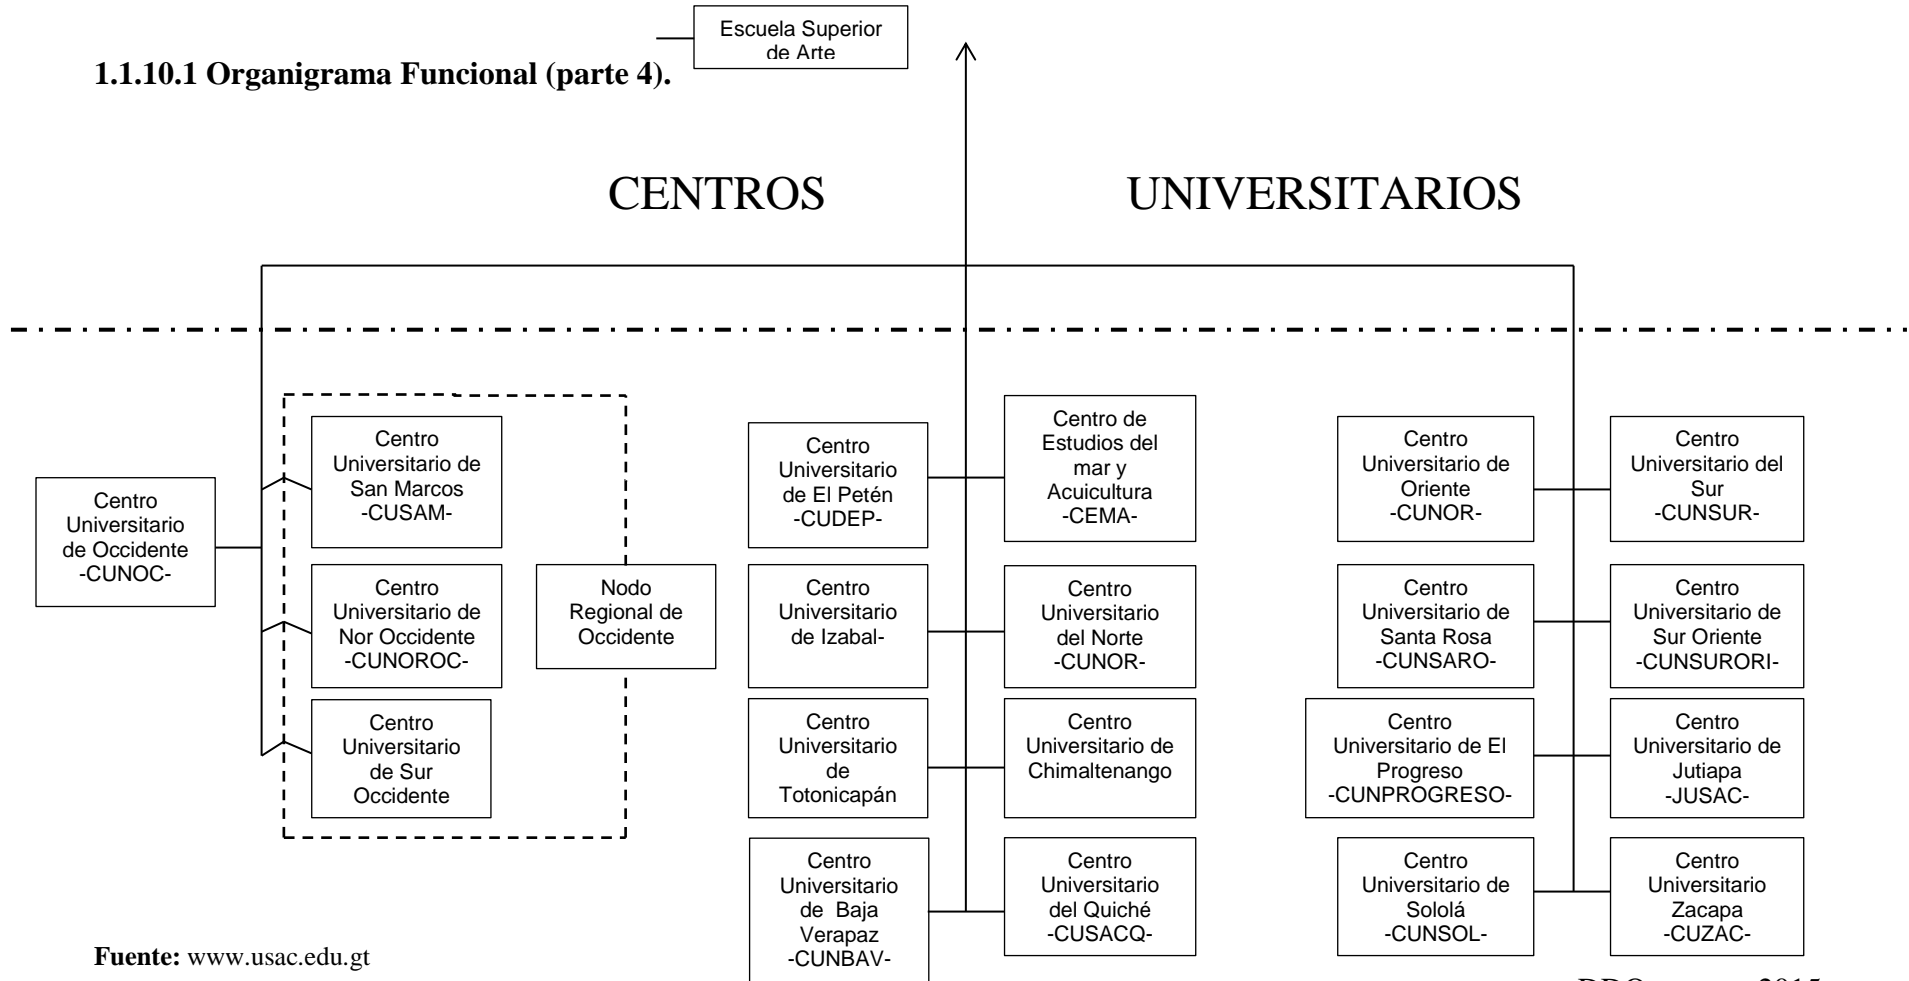 Escuela Superior
de Arte
1.1.10.1 Organigrama Funcional (parte 4).
CENTROS UNIVERSITARIOS
Centro
Universitario
de Occidente
-CUNOC-
Centro
Universitario de
San Marcos
-CUSAM-
Centro
Universitario de
Nor Occidente
-CUNOROC-
Centro
Universitario
de Sur
Occidente
Nodo
Regional de
Occidente
Centro
Universitario
de El Petén
-CUDEP-
Centro de
Estudios del
mar y
Acuicultura
-CEMA-
Centro
Universitario
de Izabal-
Centro
Universitario
del Norte
-CUNOR-
Centro
Universitario
de
Totonicapán
Centro
Universitario de
Chimaltenango
Centro
Universitario
de Baja
Verapaz
-CUNBAV-
Centro
Universitario
del Quiché
-CUSACQ-
Centro
Universitario de
Oriente
-CUNOR-
Centro
Universitario del
Sur
-CUNSUR-
Centro
Universitario de
Santa Rosa
-CUNSARO-
Centro
Universitario de
Sur Oriente
-CUNSURORI-
Centro
Universitario de El
Progreso
-CUNPROGRESO-
Centro
Universitario de
Jutiapa
-JUSAC-
Centro
Universitario de
Sololá
-CUNSOL-
Centro
Universitario
Zacapa
-CUZAC-
Fuente: www.usac.edu.gt
2015